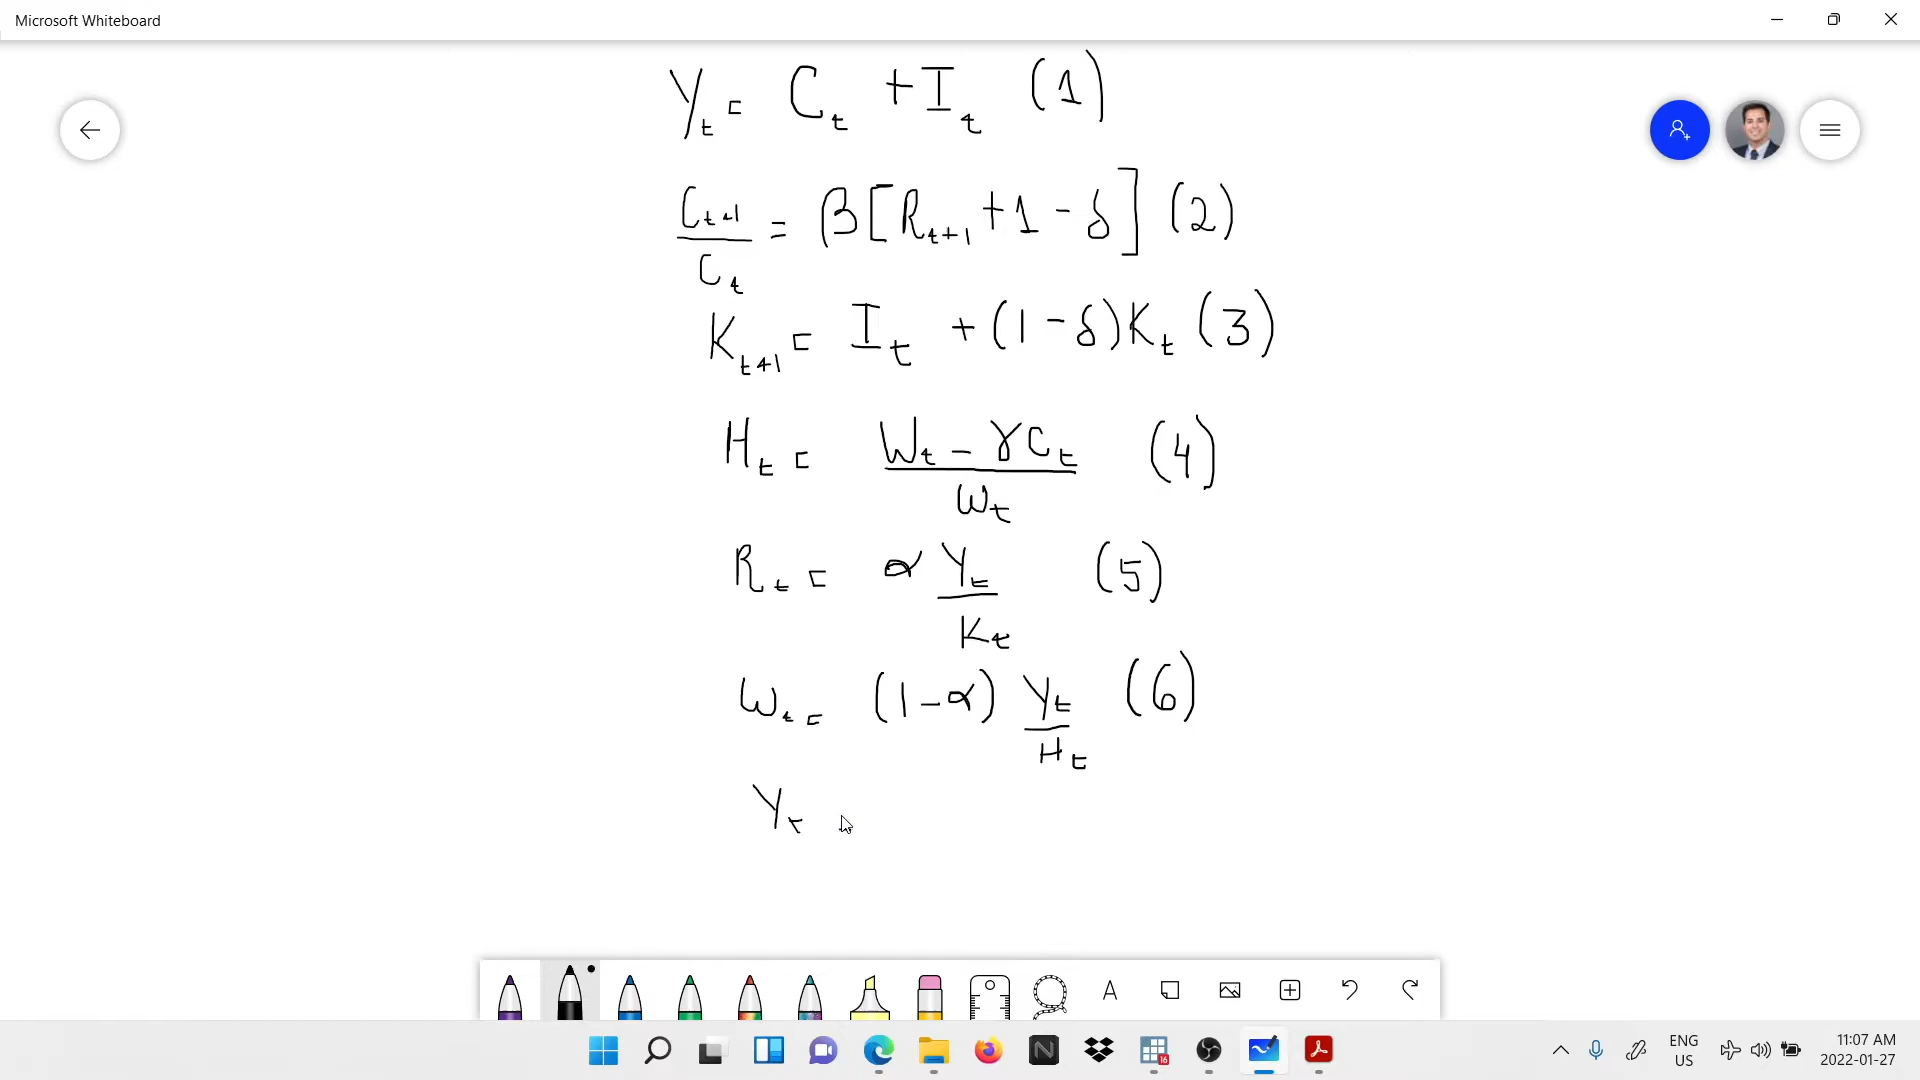 Microsoft Whiteboard
Y_t = C_t + I_t (1)
C_{t+1}/C_t = β[R_{t+1} + 1 - δ] (2)
K_{t+1} = I_t + (1 - δ)K_t (3)
H_t = (W_t - γC_t)/W_t (4)
R_t = α Y_t/K_t (5)
W_t = (1 - α) Y_t/H_t (6)
Y_t
A
16
ENG
US
11:07 AM
2022-01-27